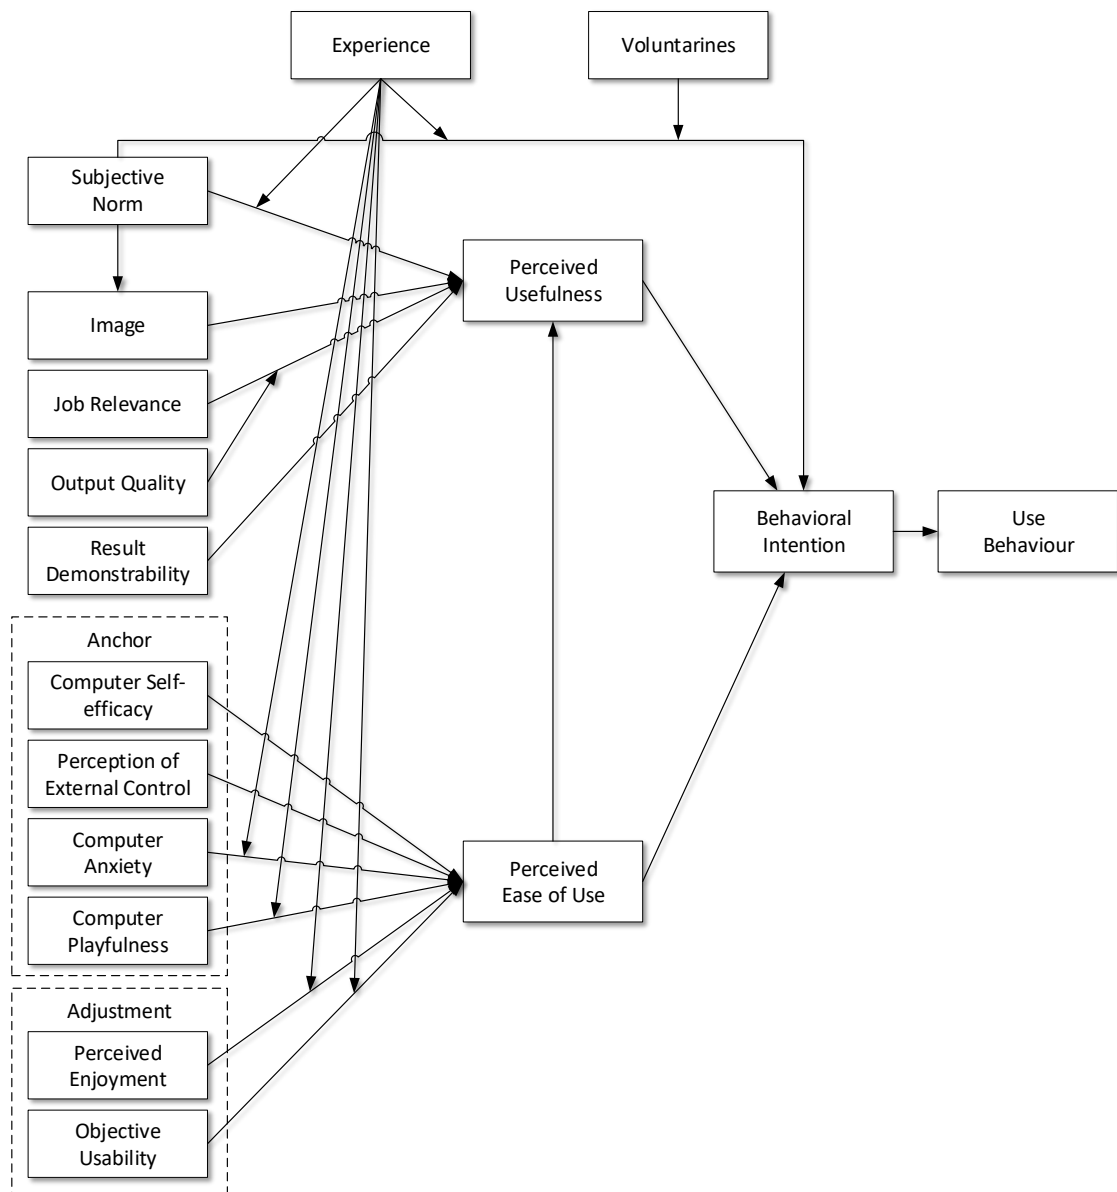 Experience
Voluntarines
Subjective
Norm
Perceived
Usefulness
Image
Job Relevance
Output Quality
Result
Demonstrability
Behavioral
Intention
Use
Behaviour
Anchor
Computer Self-
efficacy
Perception of
External Control
Computer
Anxiety
Computer
Playfulness
Perceived
Ease of Use
Adjustment
Perceived
Enjoyment
Objective
Usability